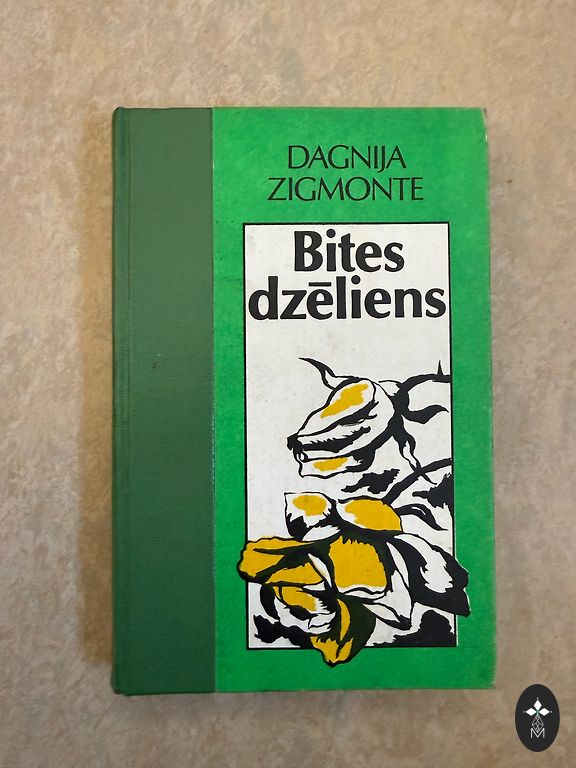 DAGNIJA
ZIGMONTE
Bites
dzēliens
M